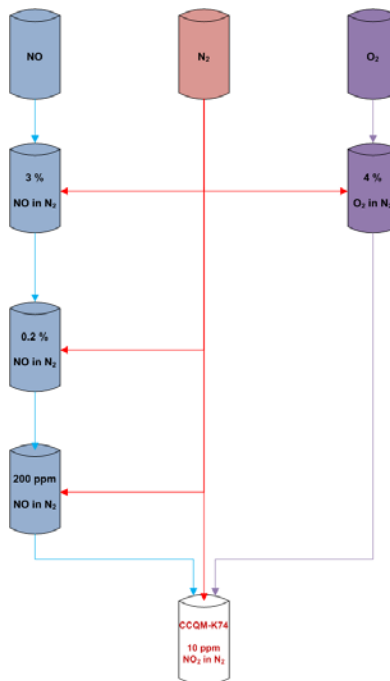 NO
N₂
O₂
3 %
NO in N₂
4 %
O₂ in N₂
0.2 %
NO in N₂
200 ppm
NO in N₂
CCQM-K74
10 ppm
NO₂ in N₂